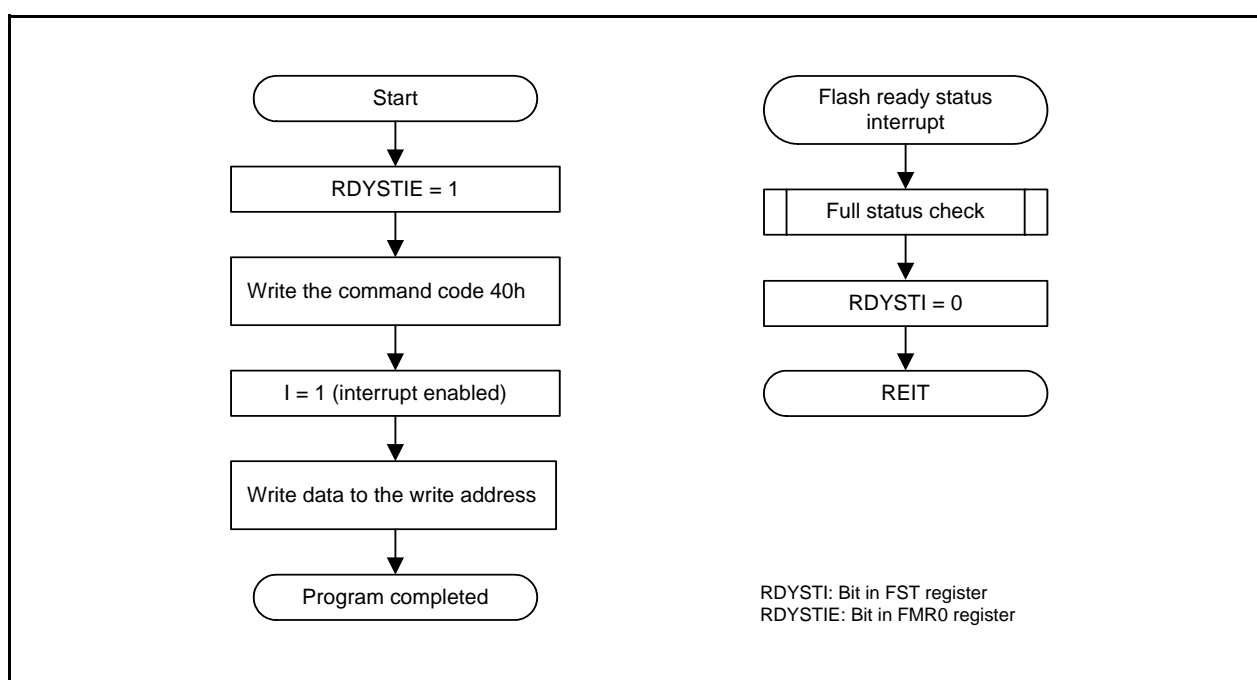 Start
RDYSTIE = 1
Write the command code 40h
I = 1 (interrupt enabled)
Write data to the write address
Program completed
Flash ready status
interrupt
Full status check
RDYSTI = 0
REIT
RDYSTI: Bit in FST register
RDYSTIE: Bit in FMR0 register